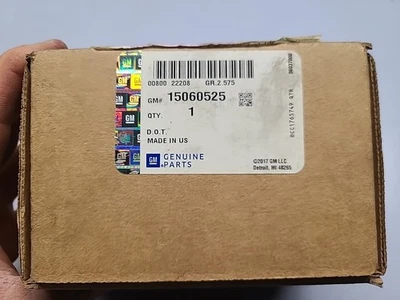 00800 22208 GR.2.575
GM# 15060525
QTY. 1
D.O.T.
MADE IN US
GM GENUINE PARTS
©2017 GM LLC
Detroit, MI 48265